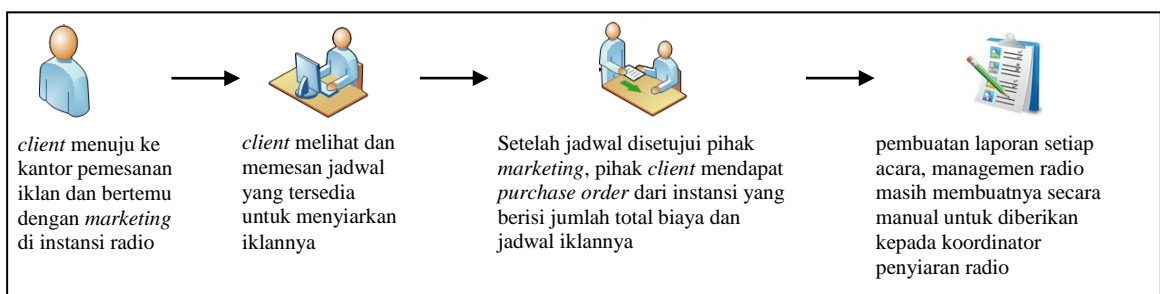 client menuju ke
kantor pemesanan
iklan dan bertemu
dengan marketing
di instansi radio
client melihat dan
memesan jadwal
yang tersedia
untuk menyiarkan
iklannya
Setelah jadwal disetujui pihak
marketing, pihak client mendapat
purchase order dari instansi yang
berisi jumlah total biaya dan
jadwal iklannya
pembuatan laporan setiap
acara, managemen radio
masih membuatnya secara
manual untuk diberikan
kepada koordinator
penyiaran radio